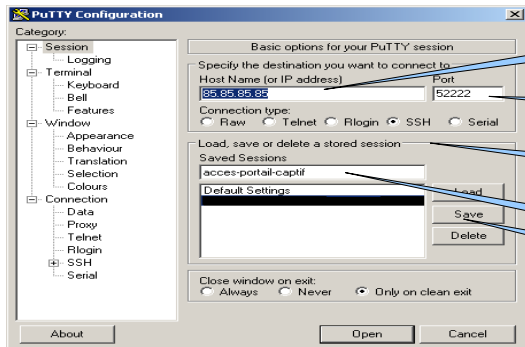 PuTTY Configuration
Category:
Session
Logging
Terminal
Keyboard
Bell
Features
Window
Appearance
Behaviour
Translation
Selection
Colours
Connection
Data
Proxy
Telnet
Rlogin
SSH
Serial
Basic options for your PuTTY session
Specify the destination you want to connect to
Host Name (or IP address) Port
85.85.85.85 52222
Connection type:
Raw Telnet Rlogin SSH Serial
Load, save or delete a stored session
Saved Sessions
acces-portail-captif
Default Settings
Load
Save
Delete
Close window on exit:
Always Never Only on clean exit
About Open Cancel